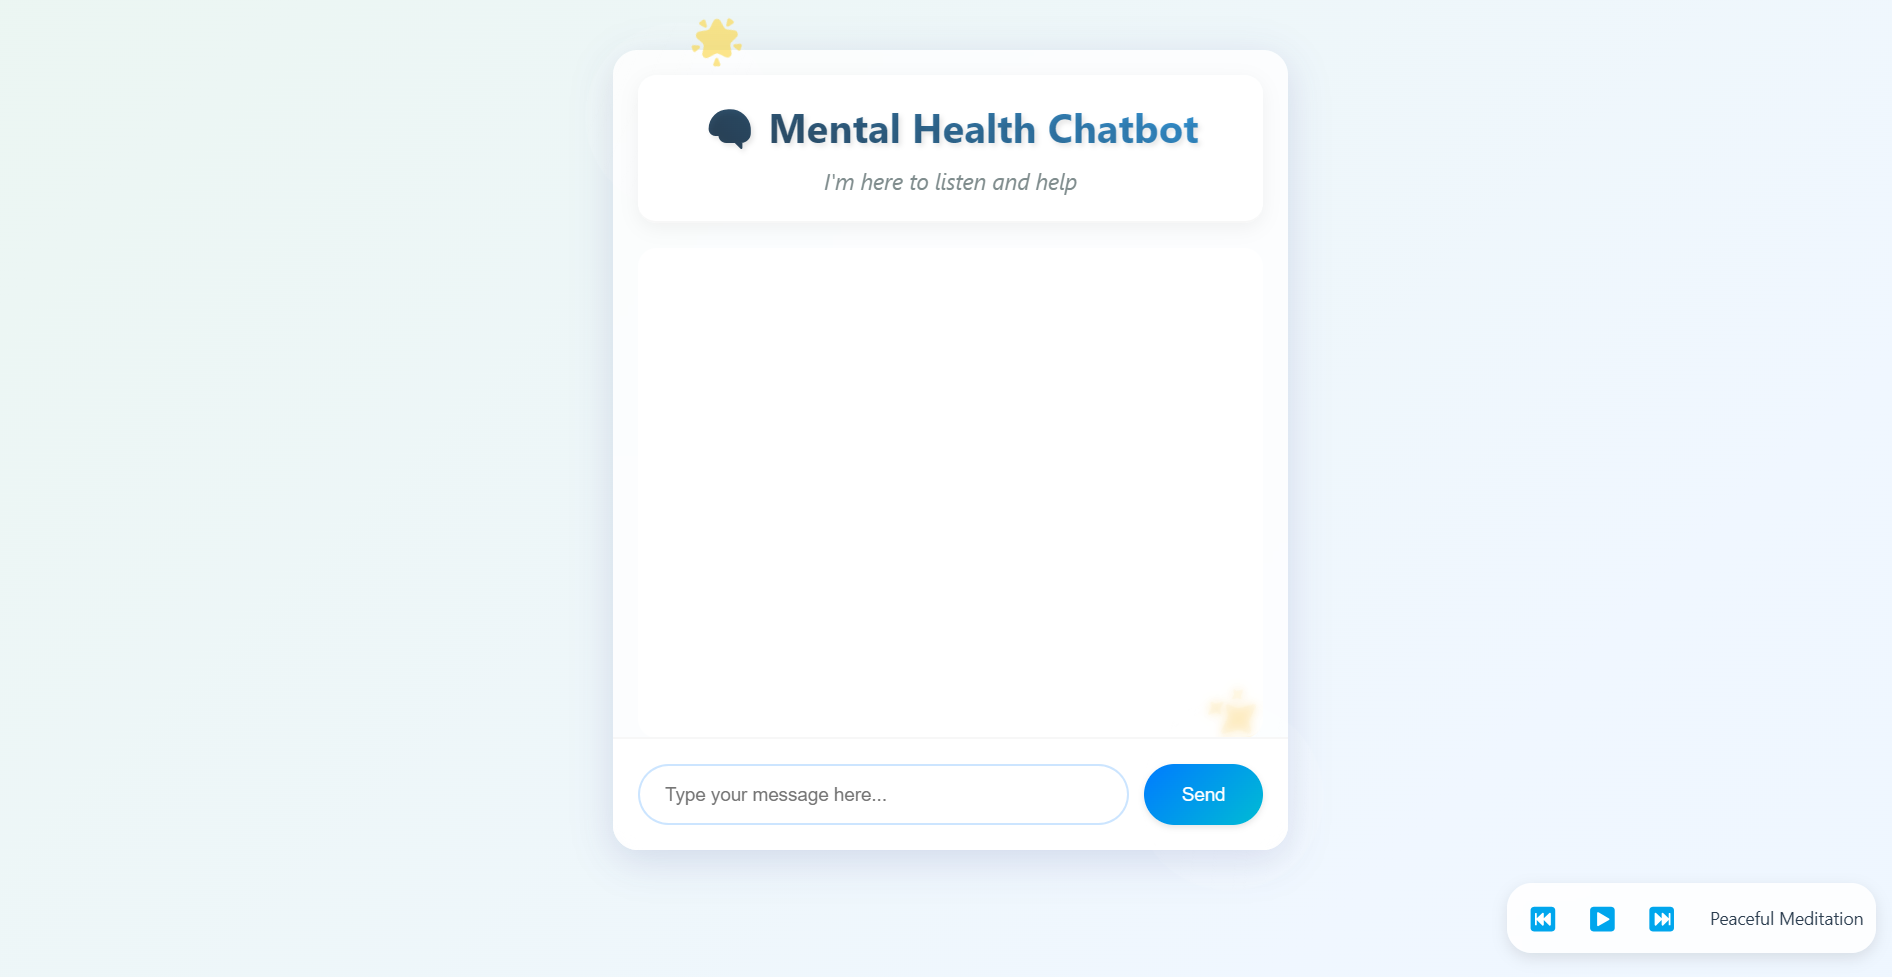 Mental Health Chatbot
I'm here to listen and help
Type your message here...
Send
Peaceful Meditation